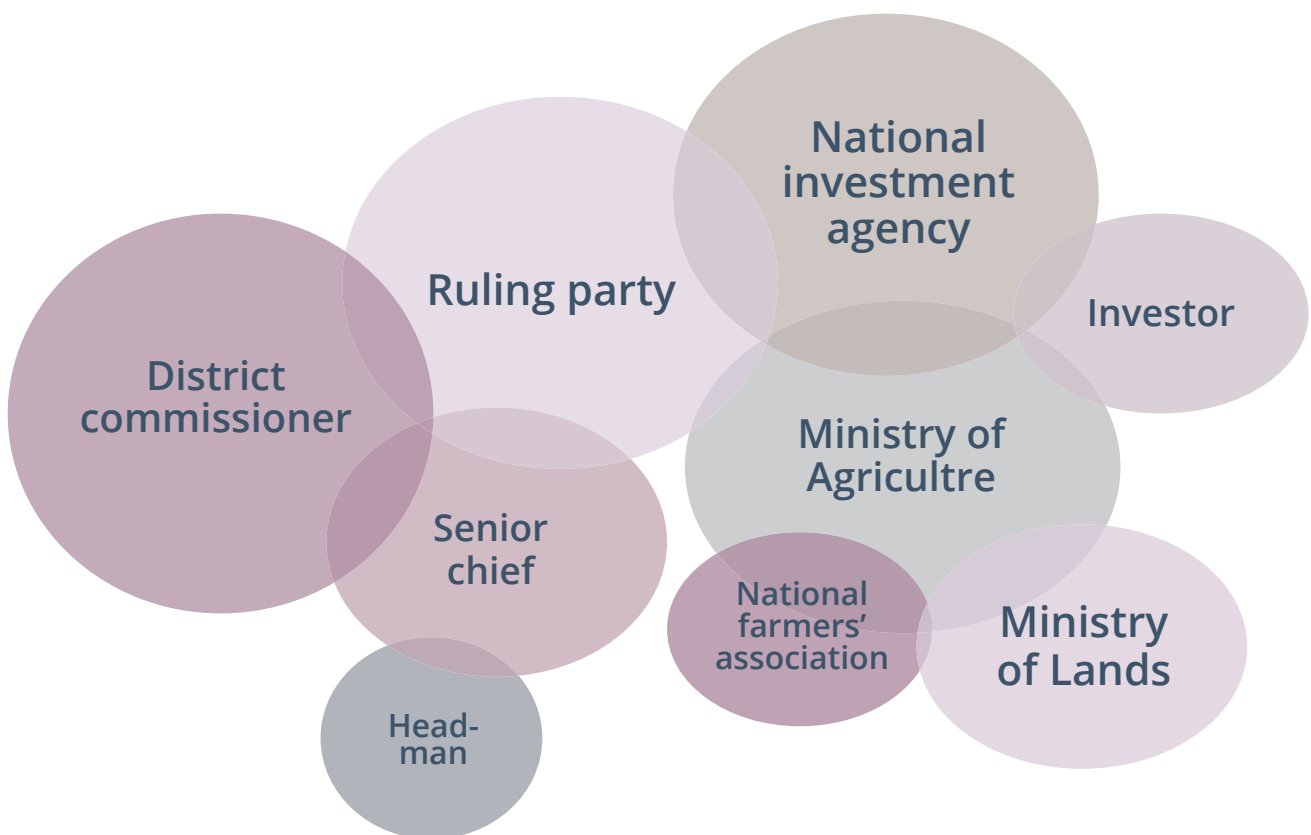 National
investment
agency
Ruling party
Investor
District
commissioner
Ministry of
Agricultre
Senior
chief
National
farmers’
association
Ministry
of Lands
Head-
man